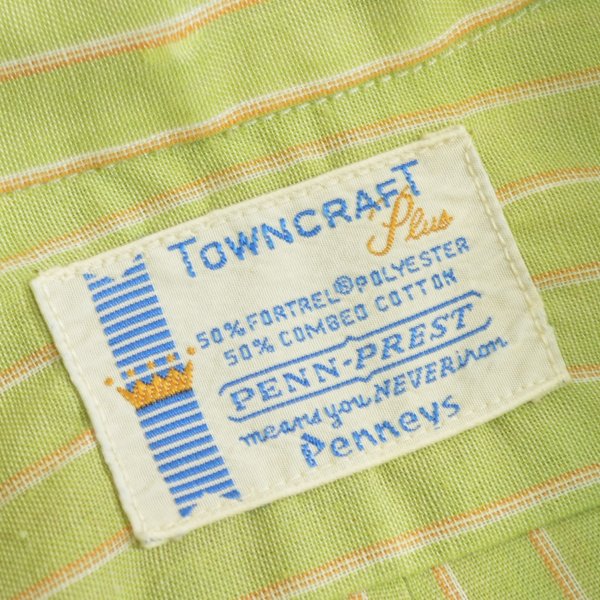 TOWNCRAFT
Plus
50% FORTREL® POLYESTER
50% COMBED COTTON
PENN-PREST
means you NEVER iron
Penneys